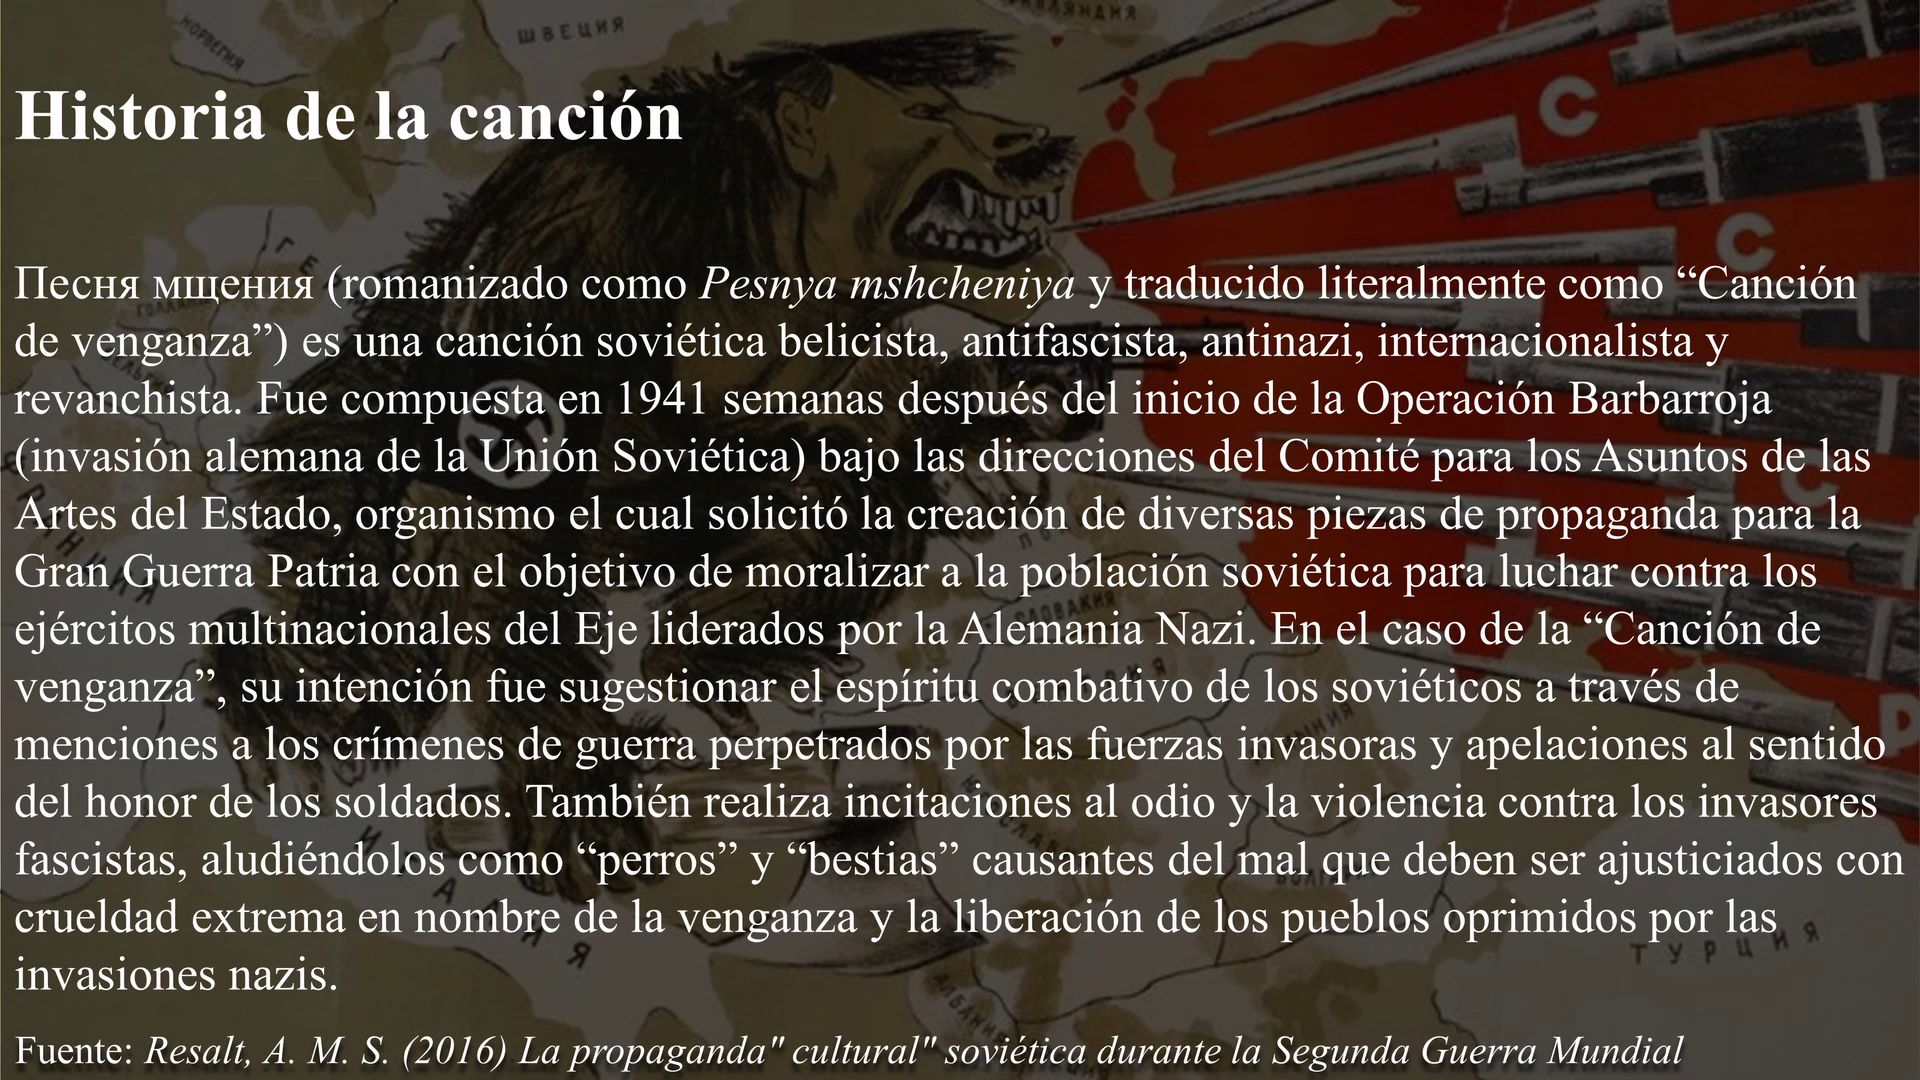 НОРВЕГИЯ
ШВЕЦИЯ
Historia de la canción
С
С
Песня мщения (romanizado como Pesnya mshcheniya y traducido literalmente como “Canción
de venganza”) es una canción soviética belicista, antifascista, antinazi, internacionalista y
revanchista. Fue compuesta en 1941 semanas después del inicio de la Operación Barbarroja
(invasión alemana de la Unión Soviética) bajo las direcciones del Comité para los Asuntos de las
С
Artes del Estado, organismo el cual solicitó la creación de diversas piezas de propaganda para la
Gran Guerra Patria con el objetivo de moralizar a la población soviética para luchar contra los
ejércitos multinacionales del Eje liderados por la Alemania Nazi. En el caso de la “Canción de
venganza”, su intención fue sugestionar el espíritu combativo de los soviéticos a través de
Р
menciones a los crímenes de guerra perpetrados por las fuerzas invasoras y apelaciones al sentido
del honor de los soldados. También realiza incitaciones al odio y la violencia contra los invasores
fascistas, aludiéndolos como “perros” y “bestias” causantes del mal que deben ser ajusticiados con
crueldad extrema en nombre de la venganza y la liberación de los pueblos oprimidos por las
ИТАЛИЯ
ТУРЦИЯ
invasiones nazis.
АЛБАНИЯ
Fuente: Resalt, A. M. S. (2016) La propaganda" cultural" soviética durante la Segunda Guerra Mundial